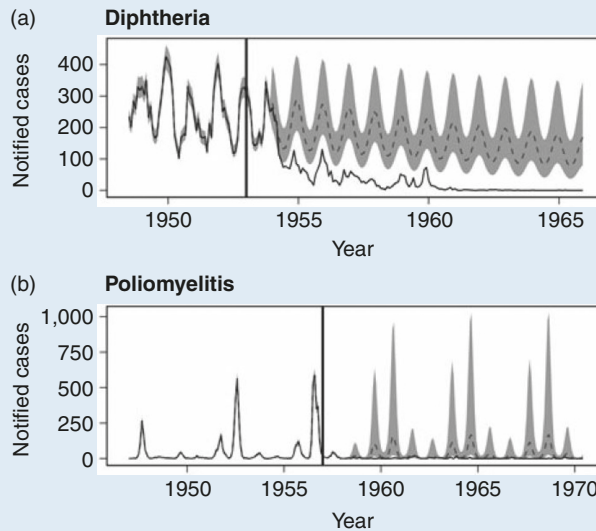 (a) Diphtheria
Notified cases
400
300
200
100
0
1950 1955 1960 1965
Year
(b) Poliomyelitis
Notified cases
1,000
750
500
250
0
1950 1955 1960 1965 1970
Year